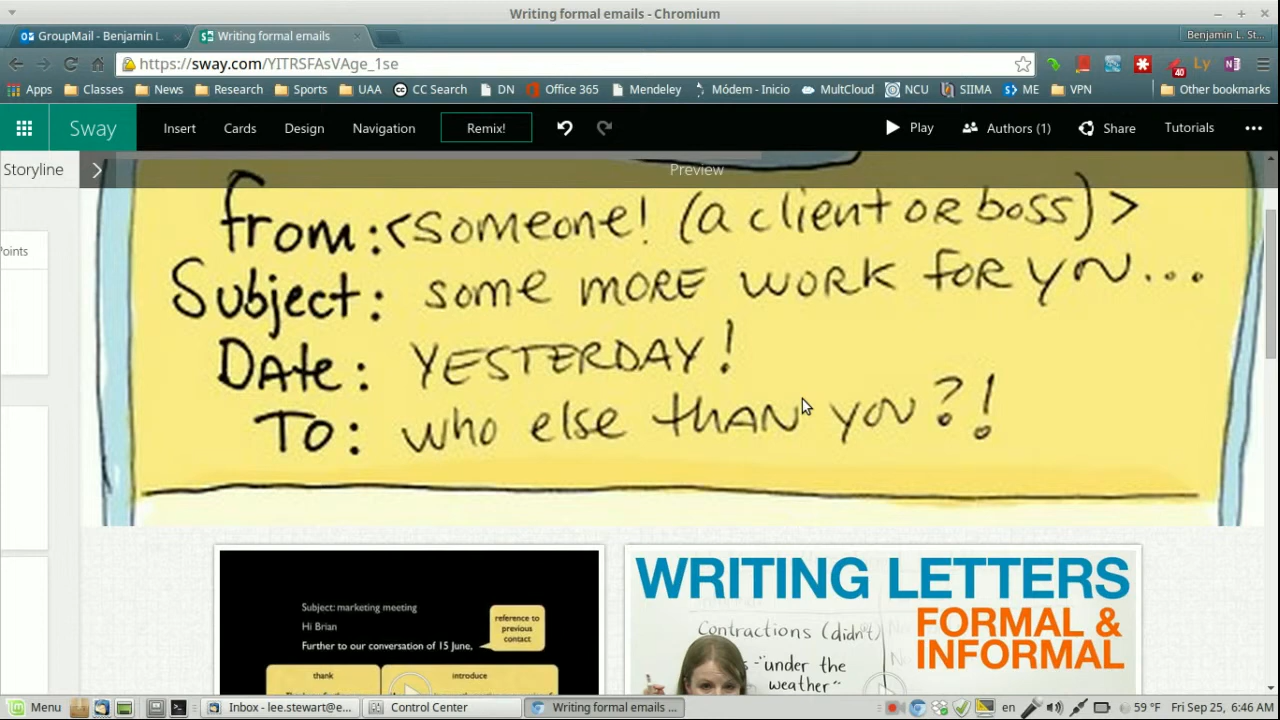 Writing formal emails - Chromium
GroupMail - Benjamin L.
Writing formal emails
Benjamin L. St...
https://sway.com/YITRSFAsVAge_1se
40
Ly
Apps Classes News Research Sports UAA CC Search DN Office 365 Mendeley Módem - Inicio MultCloud NCU SIIMA ME VPN Other bookmarks
Sway Insert Cards Design Navigation Remix! Play Authors (1) Share Tutorials
Storyline
Preview
Points
from:<someone! (a client or boss)>
Subject: some more work for you...
Date: YESTERDAY!
To: who else than you?!
Subject: marketing meeting
Hi Brian
Further to our conversation of 15 June,
reference to
previous
contact
thank
introduce
WRITING LETTERS
FORMAL &
INFORMAL
Contractions (didn't)
"under the
weather"
Menu Inbox - lee.stewart@e... Control Center Writing formal emails ... en 59 °F Fri Sep 25, 6:46 AM